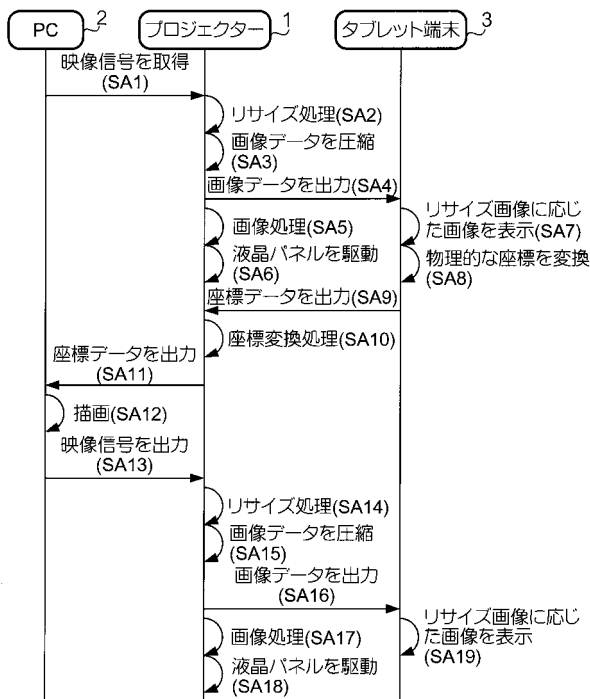 PC
2
プロジェクター
1
タブレット端末
3
映像信号を取得
(SA1)
リサイズ処理(SA2)
画像データを圧縮
(SA3)
画像データを出力(SA4)
画像処理(SA5)
リサイズ画像に応じ
た画像を表示(SA7)
液晶パネルを駆動
(SA6)
物理的な座標を変換
(SA8)
座標データを出力(SA9)
座標変換処理(SA10)
座標データを出力
(SA11)
描画(SA12)
映像信号を出力
(SA13)
リサイズ処理(SA14)
画像データを圧縮
(SA15)
画像データを出力
(SA16)
画像処理(SA17)
リサイズ画像に応じ
た画像を表示
(SA19)
液晶パネルを駆動
(SA18)